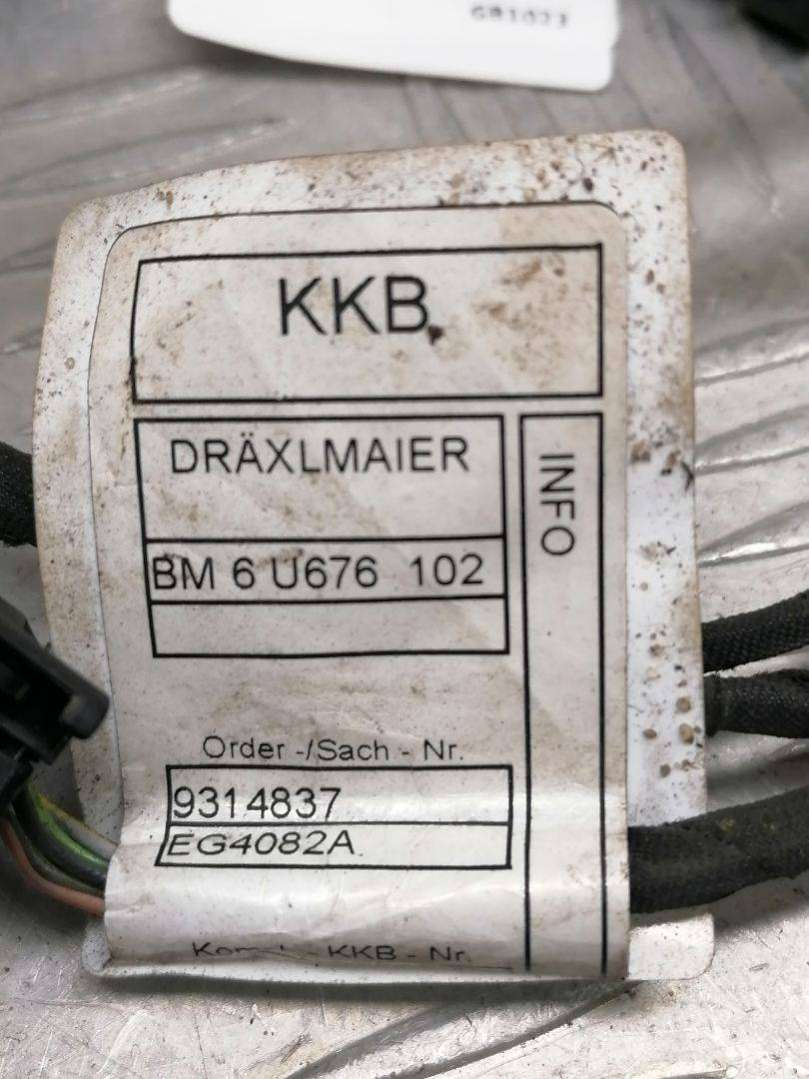 KKB
DRÄXLMAIER
INFO
BM 6 U676 102
Order -/Sach - Nr.
9314837
EG4082A
- KKB - Nr.